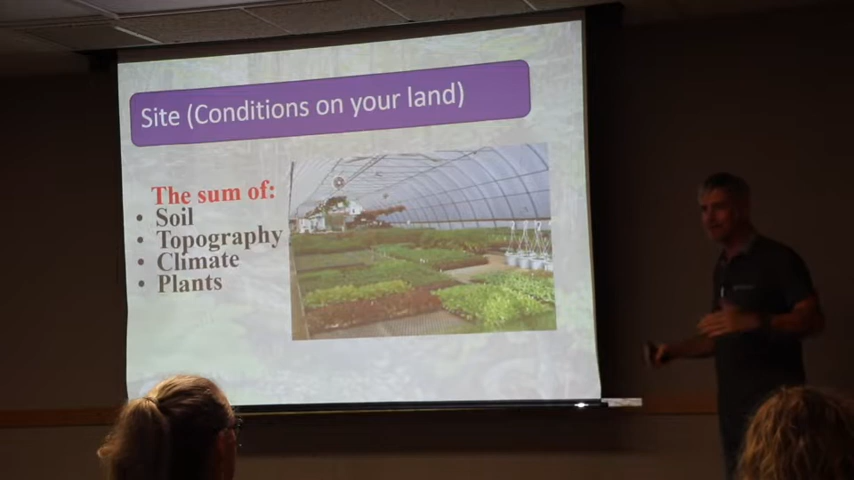 Site (Conditions on your land)
The sum of:
• Soil
• Topography
• Climate
• Plants